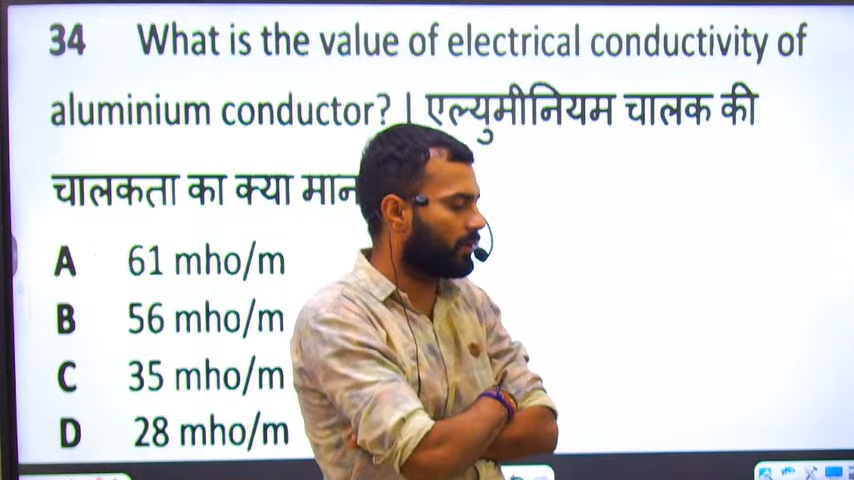 34 What is the value of electrical conductivity of
aluminium conductor? | एल्युमीनियम चालक की
चालकता का क्या मान
A 61 mho/m
B 56 mho/m
C 35 mho/m
D 28 mho/m